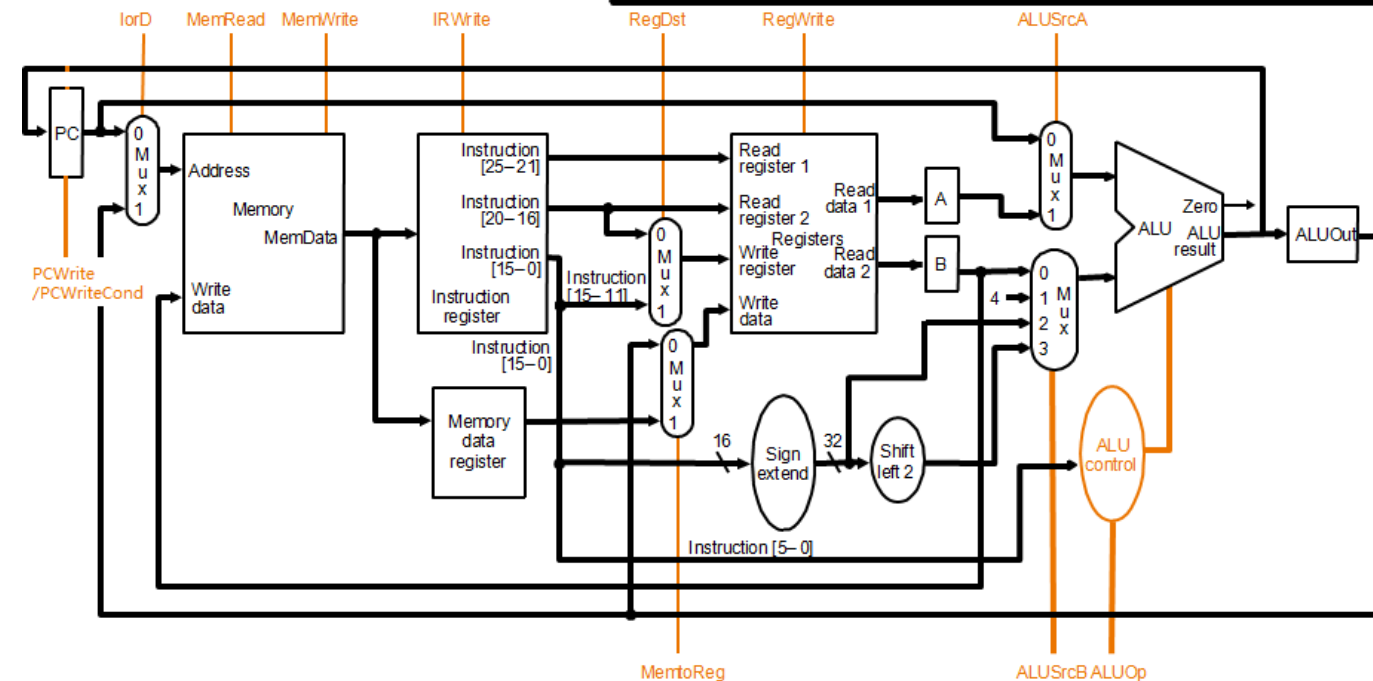 IorD MemRead MemWrite IRWrite RegDst RegWrite ALUSrcA
PC
0
M
u
x
1
Address
Memory
MemData
Write
data
PCWrite
/PCWriteCond
Instruction
[25–21]
Instruction
[20–16]
Instruction
[15–0]
Instruction
register
Instruction
[15–11]
Instruction
[15–0]
Memory
data
register
0
M
u
x
1
0
M
u
x
1
Read
register 1
Read
register 2
Write
register
Write
data
Registers
Read
data 1
Read
data 2
A
B
4
0
M
u
x
1
0
1
2
3
M
u
x
ALU
Zero
ALU
result
ALUOut
16
Sign
extend
32
Shift
left 2
ALU
control
Instruction [5–0]
MemtoReg
ALUSrcB ALUOp